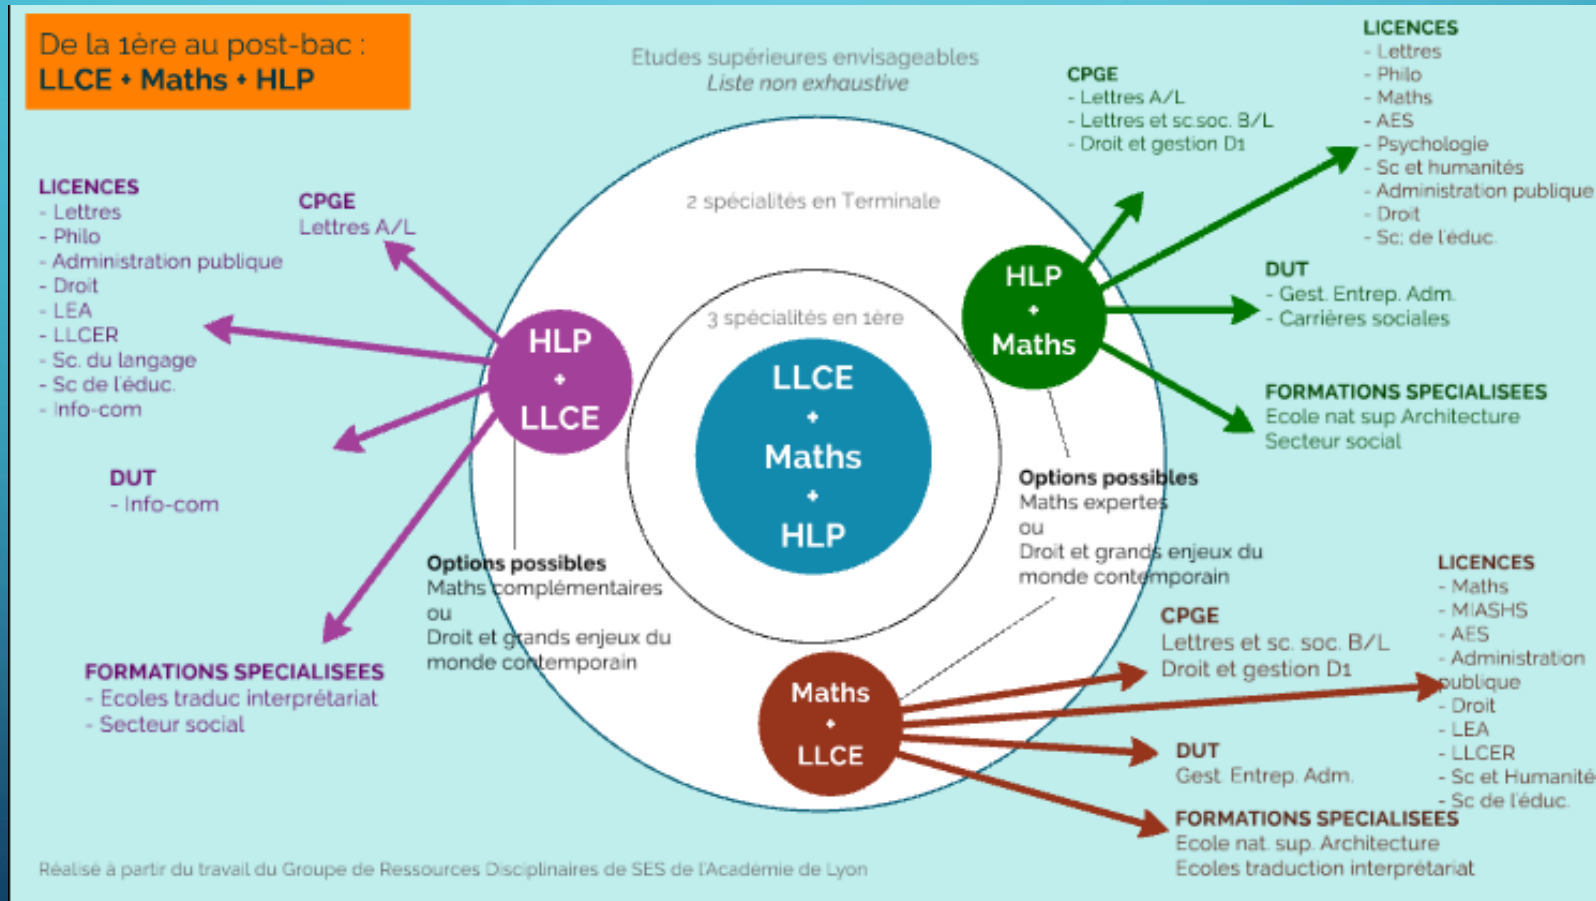 De la 1ère au post-bac :
LLCE + Maths + HLP
Etudes supérieures envisageables
Liste non exhaustive
2 spécialités en Terminale
3 spécialités en 1ère
LLCE
+
Maths
+
HLP
HLP
+
LLCE
LICENCES
- Lettres
- Philo
- Administration publique
- Droit
- LEA
- LLCER
- Sc. du langage
- Sc de l'éduc.
- Info-com
CPGE
Lettres A/L
DUT
- Info-com
FORMATIONS SPECIALISEES
- Ecoles traduc interprétariat
- Secteur social
Options possibles
Maths complémentaires
ou
Droit et grands enjeux du
monde contemporain
HLP
+
Maths
CPGE
- Lettres A/L
- Lettres et sc.soc. B/L
- Droit et gestion D1
LICENCES
- Lettres
- Philo
- Maths
- AES
- Psychologie
- Sc et humanités
- Administration publique
- Droit
- Sc; de l'éduc.
DUT
- Gest. Entrep. Adm.
- Carrières sociales
FORMATIONS SPECIALISEES
Ecole nat sup Architecture
Secteur social
Options possibles
Maths expertes
ou
Droit et grands enjeux du
monde contemporain
Maths
+
LLCE
CPGE
Lettres et sc. soc. B/L
Droit et gestion D1
LICENCES
- Maths
- MIASHS
- AES
- Administration
publique
- Droit
- LEA
- LLCER
- Sc et Humanité
- Sc de l'éduc.
DUT
Gest. Entrep. Adm.
FORMATIONS SPECIALISEES
Ecole nat. sup. Architecture
Ecoles traduction interprétariat
Réalisé à partir du travail du Groupe de Ressources Disciplinaires de SES de l'Académie de Lyon